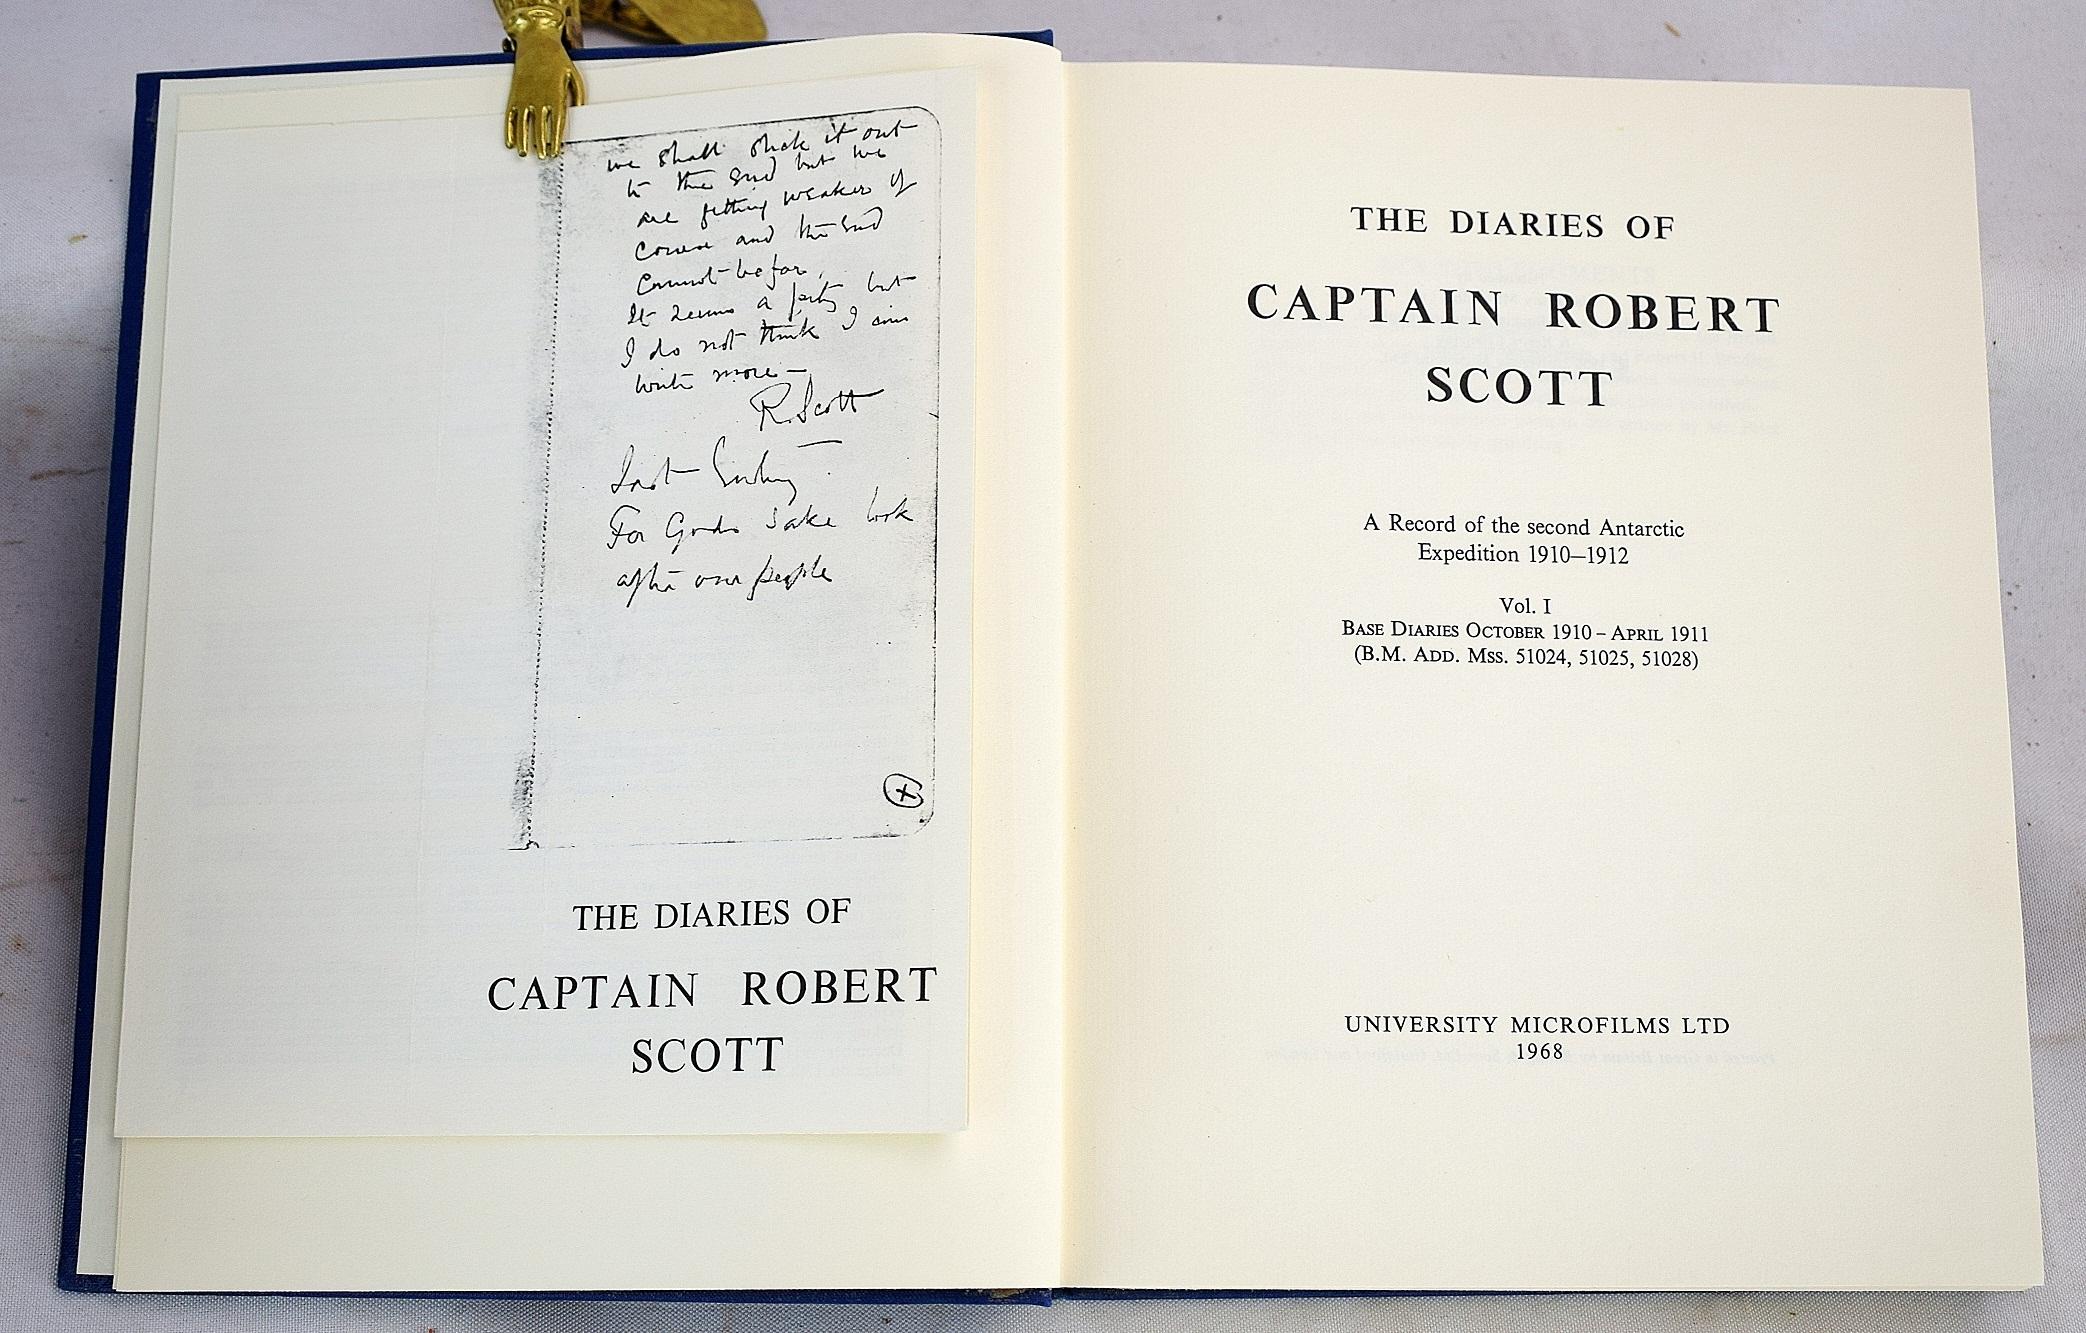 we shall stick it out
to the end but we
are getting weaker of
course and the end
cannot be far.
It seems a pity but
I do not think I can
write more —
R. Scott
Last Entry
For Gods sake look
after our people
THE DIARIES OF
CAPTAIN ROBERT
SCOTT
THE DIARIES OF
CAPTAIN ROBERT
SCOTT
A Record of the second Antarctic
Expedition 1910–1912
Vol. I
BASE DIARIES OCTOBER 1910 – APRIL 1911
(B.M. ADD. MSS. 51024, 51025, 51028)
UNIVERSITY MICROFILMS LTD
1968